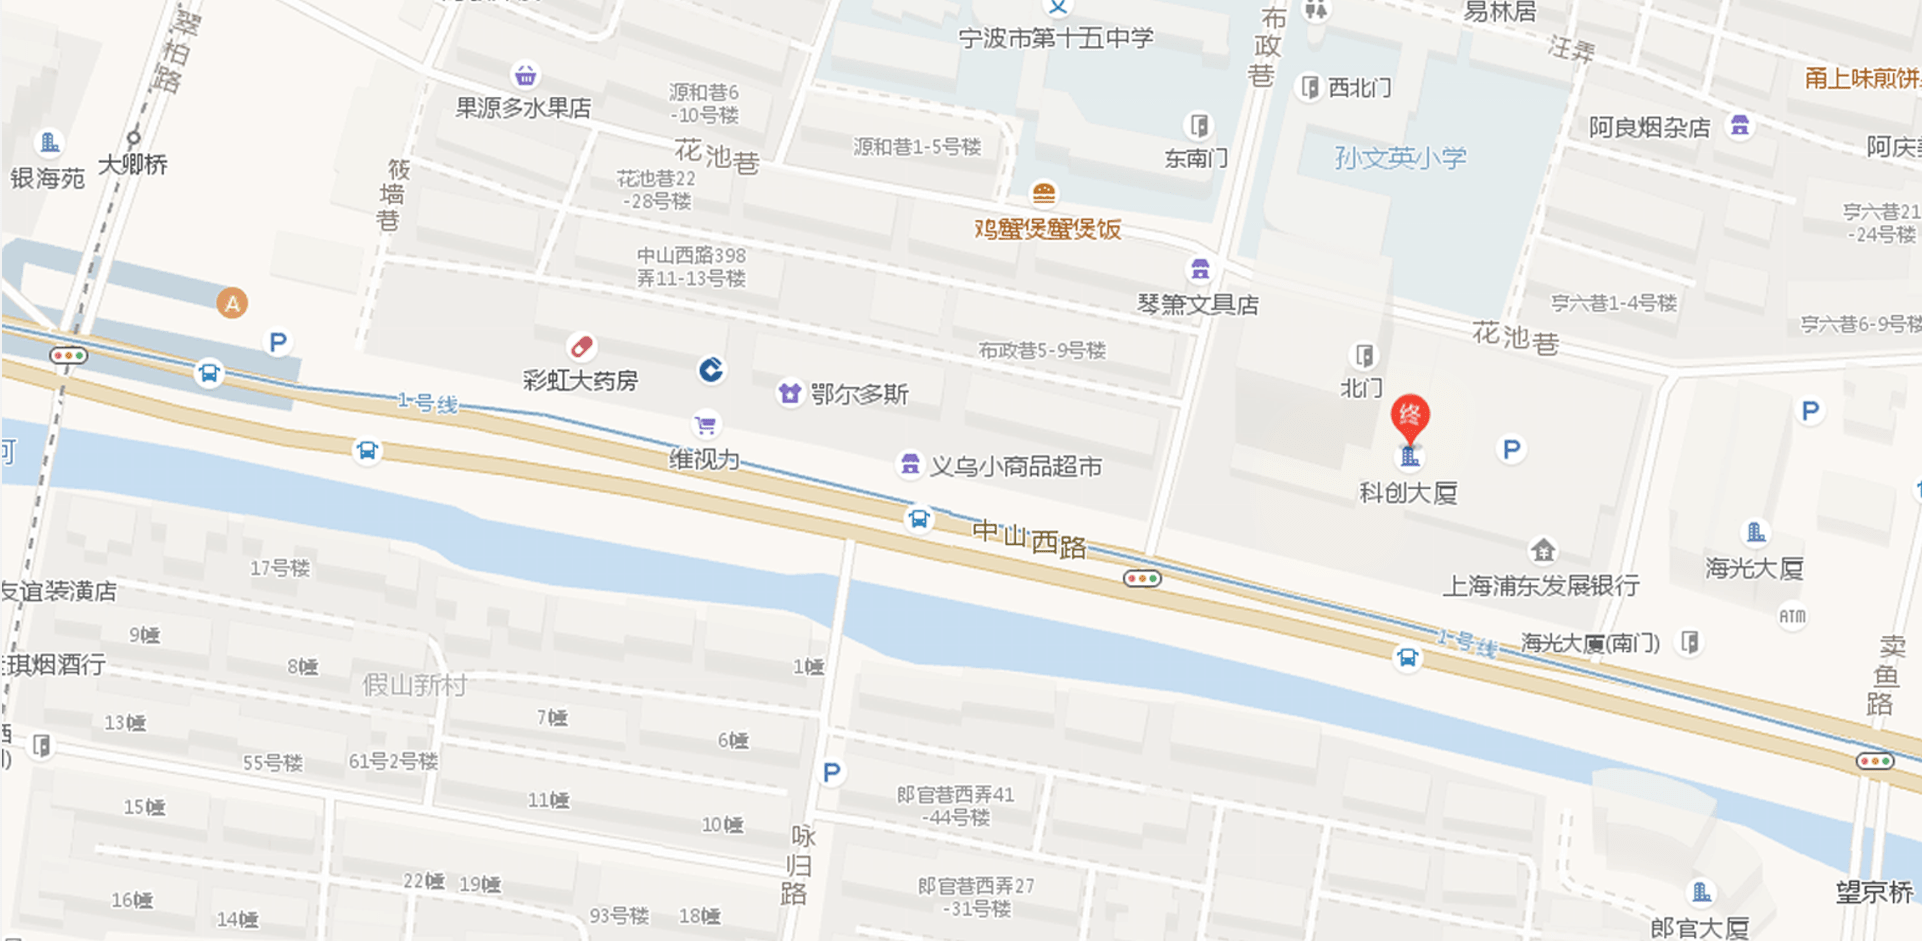 翠柏路
宁波市第十五中学
布政巷
易林居
汪弄
果源多水果店
源和巷6
-10号楼
西北门
甬上味煎饼
阿良烟杂店
大卿桥
银海苑
筱墙巷
花池巷
源和巷1-5号楼
东南门
孙文英小学
花池巷22
-28号楼
鸡蟹煲蟹煲饭
亨六巷21
-24号楼
中山西路398
弄11-13号楼
A
琴箫文具店
亨六巷1-4号楼
P
花池巷
亨六巷6-9号楼
彩虹大药房
布政巷5-9号楼
鄂尔多斯
北门
终
P
1号线
维视力
义乌小商品超市
P
科创大厦
中山西路
17号楼
友谊装潢店
上海浦东发展银行
海光大厦
ATM
9幢
8幢
1幢
1号线
海光大厦(南门)
卖鱼路
琪烟酒行
假山新村
13幢
7幢
6幢
55号楼
61号2号楼
P
15幢
11幢
10幢
郎官巷西弄41
-44号楼
咏归路
22幢
19幢
郎官巷西弄27
-31号楼
望京桥
16幢
14幢
93号楼
18幢
郎官大厦